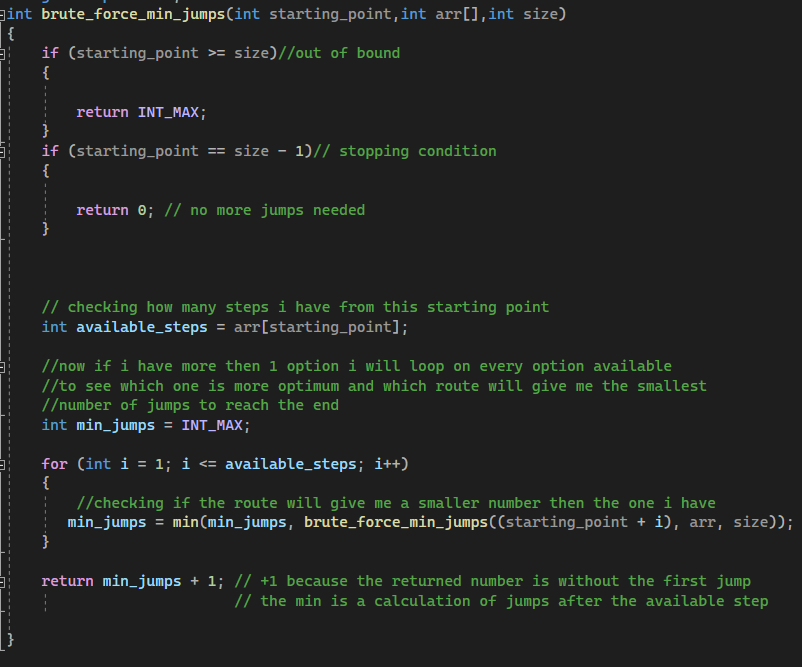 int brute_force_min_jumps(int starting_point,int arr[],int size)
{
    if (starting_point >= size)//out of bound
    {

        return INT_MAX;
    }
    if (starting_point == size - 1)// stopping condition
    {

        return 0; // no more jumps needed
    }

    // checking how many steps i have from this starting point
    int available_steps = arr[starting_point];

    //now if i have more then 1 option i will loop on every option available
    //to see which one is more optimum and which route will give me the smallest
    //number of jumps to reach the end
    int min_jumps = INT_MAX;

    for (int i = 1; i <= available_steps; i++)
    {
        //checking if the route will give me a smaller number then the one i have
       min_jumps = min(min_jumps, brute_force_min_jumps((starting_point + i), arr, size));
    }

    return min_jumps + 1; // +1 because the returned number is without the first jump
                          // the min is a calculation of jumps after the available step

}